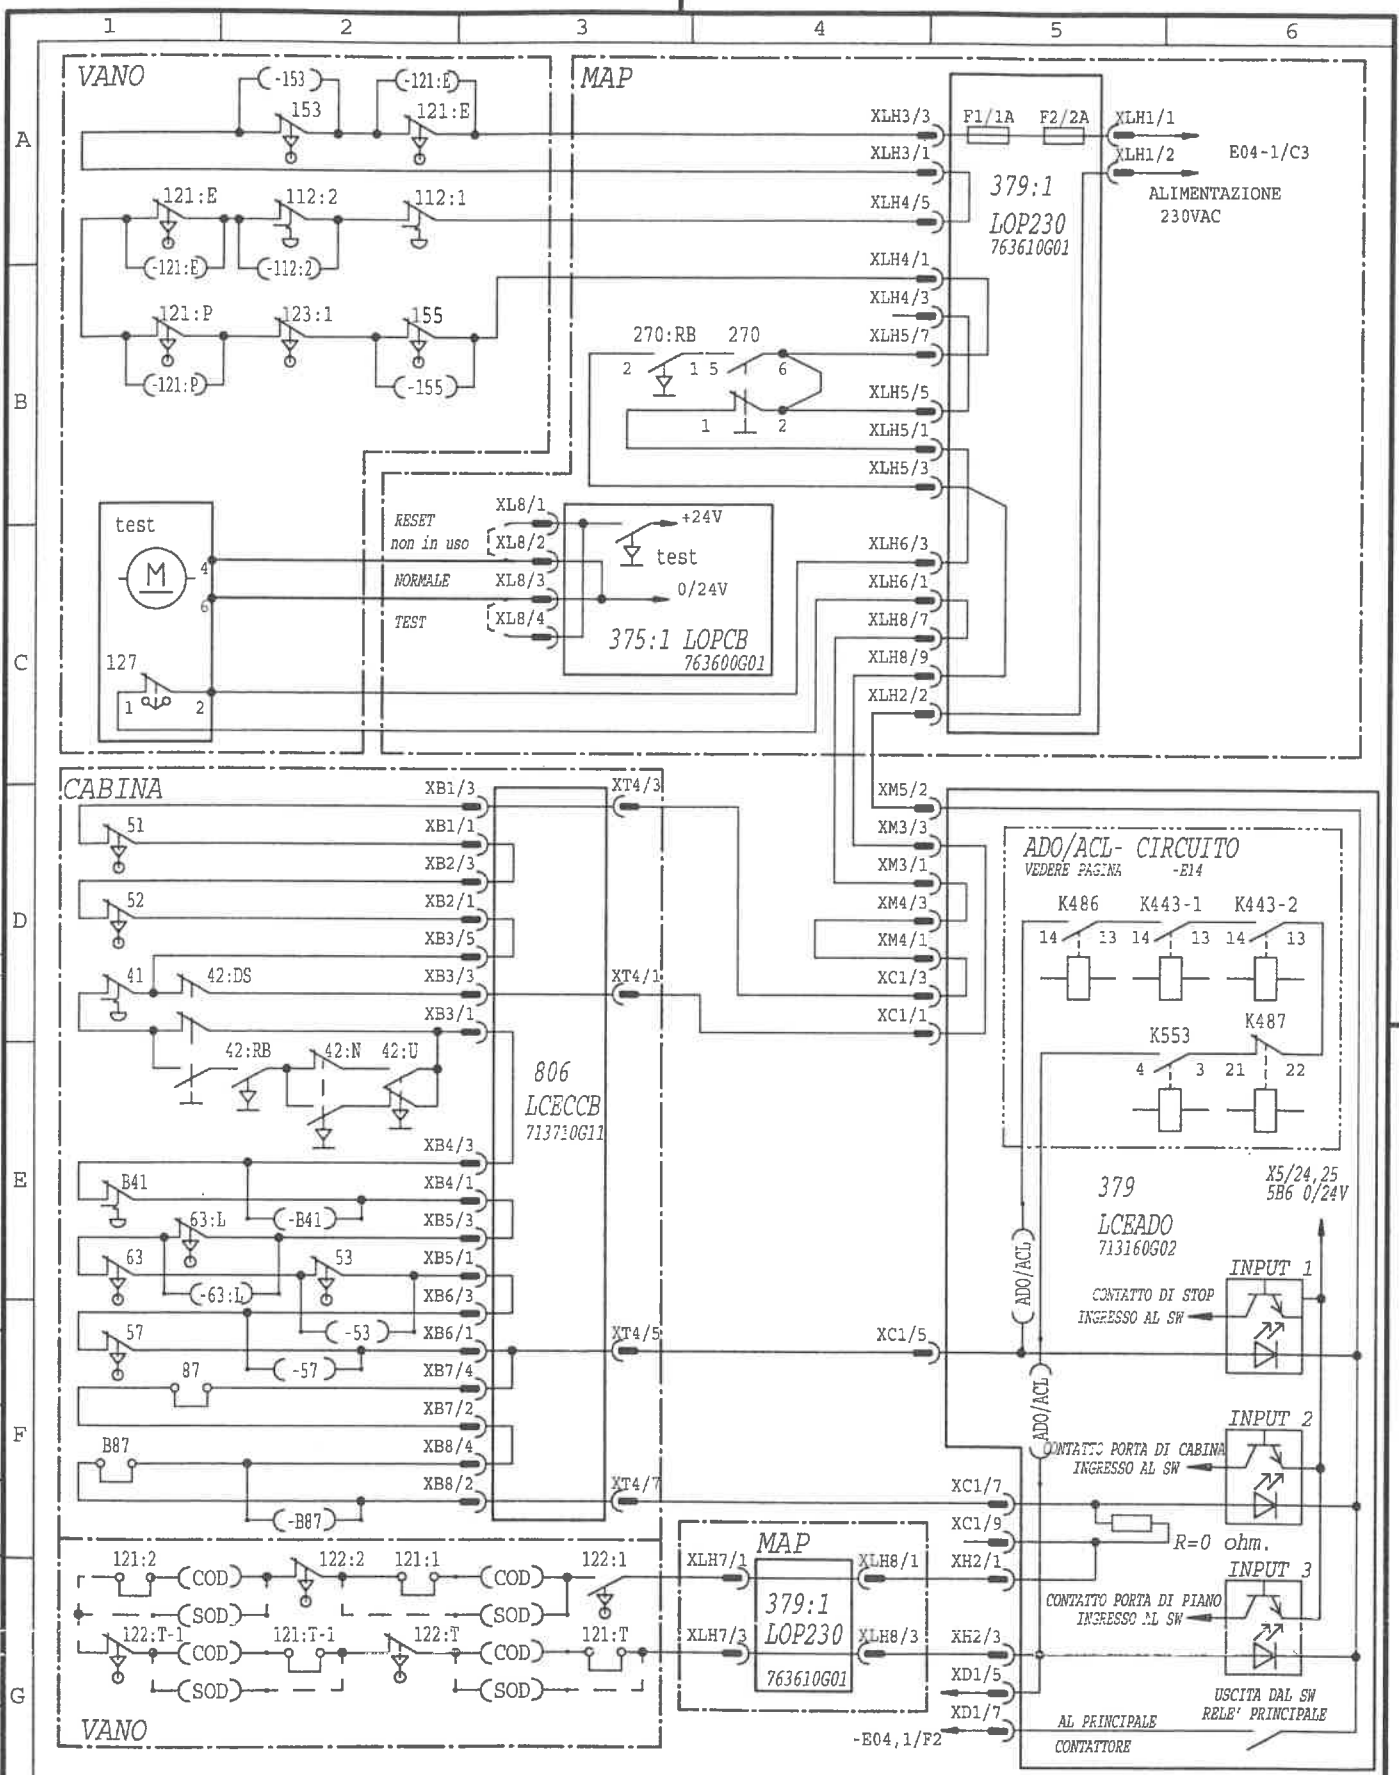 1 2 3 4 5 6
A
B
C
D
E
F
G
VANO
(-153)
153
(-121:E)
121:E
121:E
112:2
112:1
(-121:E)
(-112:2)
121:P
123:1
155
(-121:P)
(-155)
MAP
XLH3/3
XLH3/1
XLH4/5
XLH4/1
XLH4/3
XLH5/7
XLH5/5
XLH5/1
XLH5/3
XLH6/3
XLH6/1
XLH8/7
XLH8/9
XLH2/2
F1/1A
F2/2A
XLH1/1
XLH1/2
E04-1/C3
ALIMENTAZIONE
230VAC
379:1
LOP230
763610G01
270:RB 270
2 1 5 6
1 2
test
M
4
6
127
1 2
RESET
non in uso
NORMALE
TEST
XL8/1
XL8/2
XL8/3
XL8/4
+24V
test
0/24V
375:1 LOPCB
763600G01
CABINA
51
52
41
42:DS
42:RB
42:N
42:U
B41
(-B41)
63:L
63
53
(-63:L)
(-53)
57
(-57)
87
B87
(-B87)
XB1/3
XB1/1
XB2/3
XB2/1
XB3/5
XB3/3
XB3/1
XB4/3
XB4/1
XB5/3
XB5/1
XB6/3
XB6/1
XB7/4
XB7/2
XB8/4
XB8/2
806
LCECCB
713710G11
XT4/3
XT4/1
XT4/5
XT4/7
XM5/2
XM3/3
XM3/1
XM4/3
XM4/1
XC1/3
XC1/1
XC1/5
XC1/7
XC1/9
XH2/1
XH2/3
XD1/5
XD1/7
ADO/ACL- CIRCUITO
VEDERE PAGINA -E14
K486 K443-1 K443-2
14 13 14 13 14 13
K553 K487
4 3 21 22
379
LCEADO
713160G02
X5/24,25
5B6 0/24V
(ADO/ACL)
(ADO/ACL)
INPUT 1
CONTATTO DI STOP
INGRESSO AL SW
INPUT 2
CONTATTO PORTA DI CABINA
INGRESSO AL SW
R=0 ohm.
INPUT 3
CONTATTO PORTA DI PIANO
INGRESSO AL SW
USCITA DAL SW
RELE' PRINCIPALE
AL PRINCIPALE
CONTATTORE
-E04,1/F2
121:2 (COD) 122:2 121:1 (COD) 122:1
(SOD) (SOD)
122:T-1 (COD) 121:T-1 122:T (COD) 121:T
(SOD) (SOD)
VANO
MAP
XLH7/1
XLH7/3
379:1
LOP230
763610G01
XLH8/1
XLH8/3